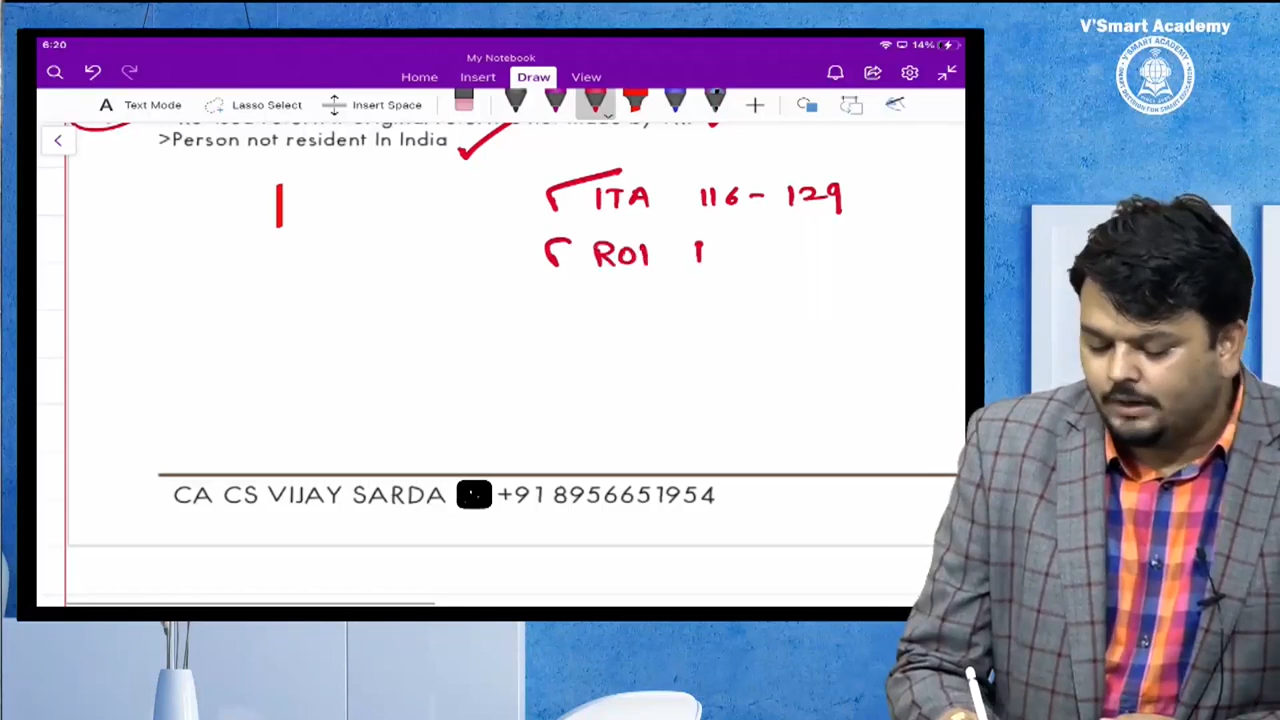 V'Smart Academy
6:20
14%
My Notebook
Home Insert Draw View
Text Mode Lasso Select Insert Space
>Person not resident In India
ITA 116 - 129
ROI 1
CA CS VIJAY SARDA +91 8956651954